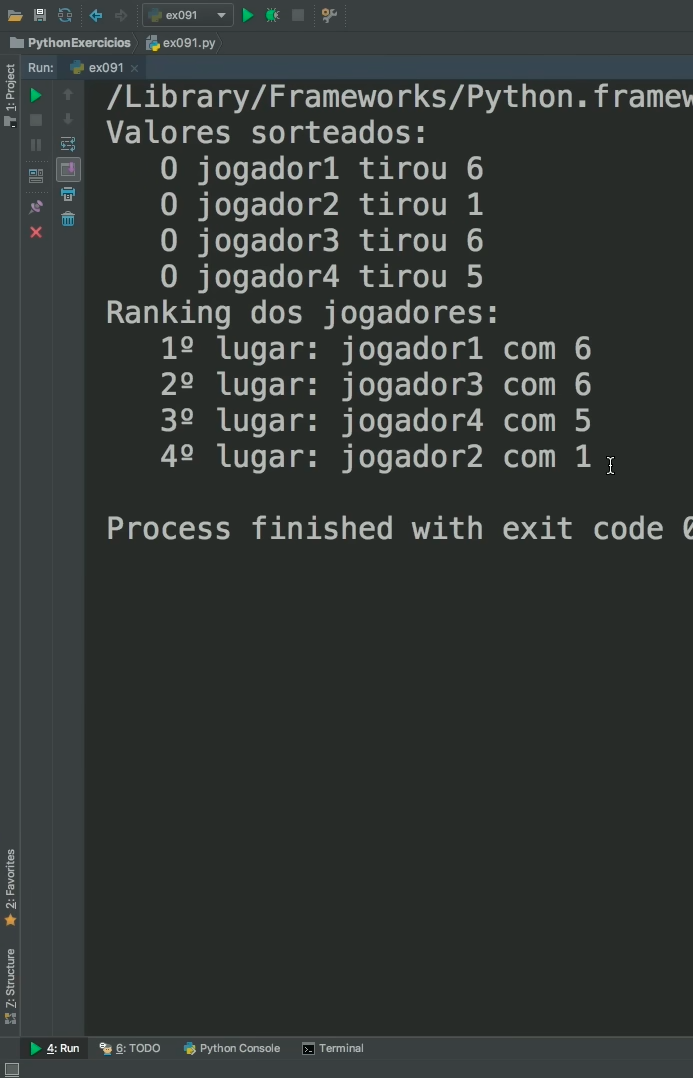 ex091
PythonExercicios
ex091.py
1: Project
Run:
ex091
/Library/Frameworks/Python.framew
Valores sorteados:
O jogador1 tirou 6
O jogador2 tirou 1
O jogador3 tirou 6
O jogador4 tirou 5
Ranking dos jogadores:
1º lugar: jogador1 com 6
2º lugar: jogador3 com 6
3º lugar: jogador4 com 5
4º lugar: jogador2 com 1
Process finished with exit code 0
2: Favorites
7: Structure
4: Run
6: TODO
Python Console
Terminal